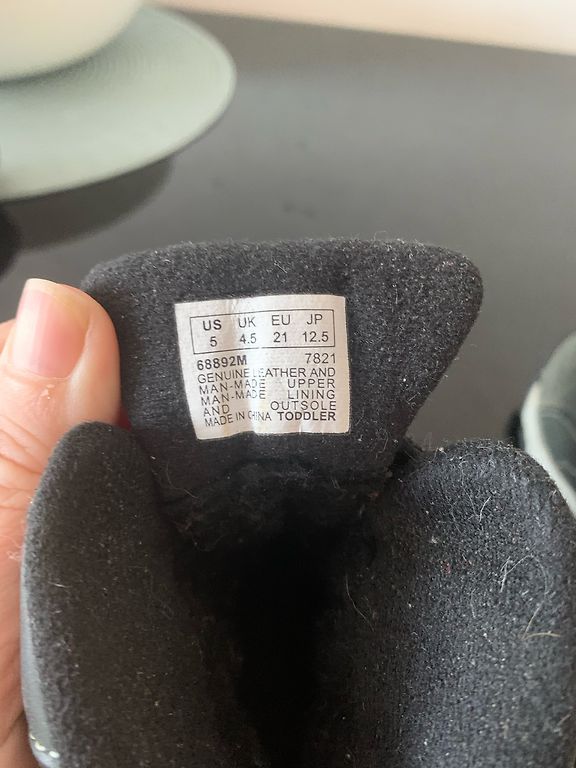 US UK EU JP
5 4.5 21 12.5
68892M 7821
GENUINE LEATHER AND
MAN-MADE UPPER
MAN-MADE LINING
AND OUTSOLE
MADE IN CHINA TODDLER